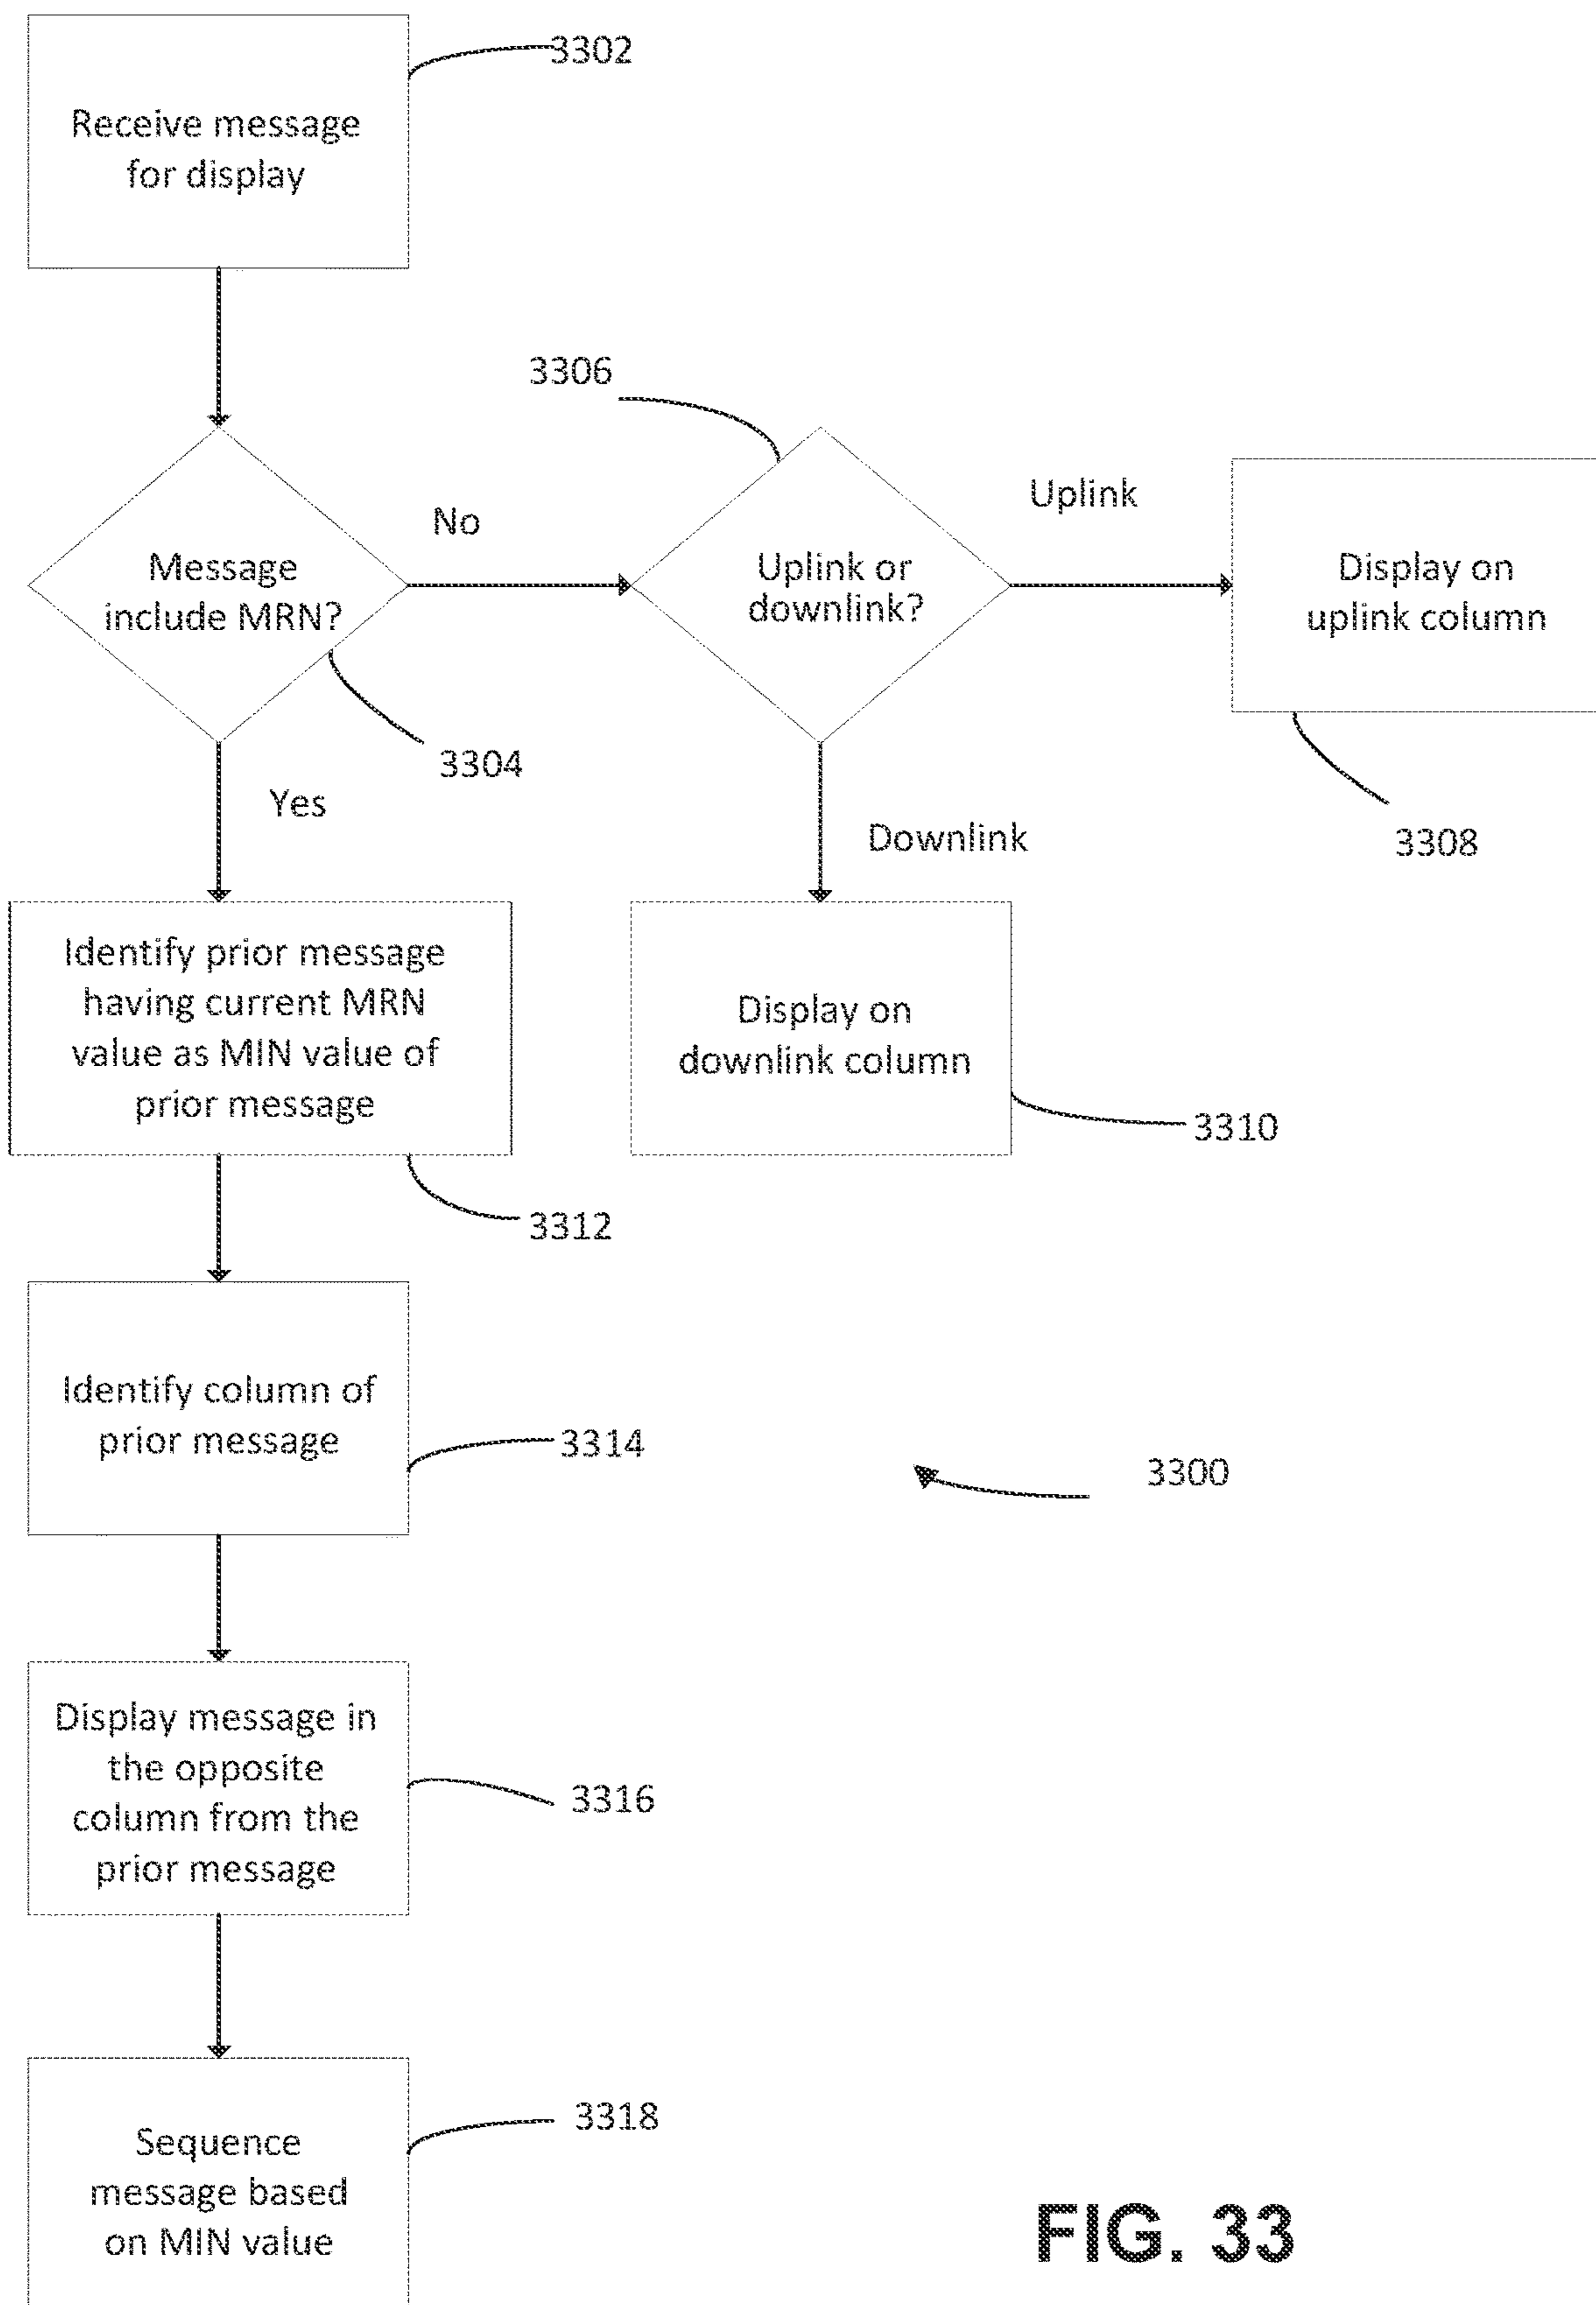 3302
Receive message
for display
3306
Uplink
No
Message
include MRN?
Uplink or
downlink?
Display on
uplink column
3304
Yes
Downlink
3308
Identify prior message
having current MRN
value as MIN value of
prior message
Display on
downlink column
3310
3312
Identify column of
prior message
3314
3300
Display message in
the opposite
column from the
prior message
3316
3318
Sequence
message based
on MIN value
FIG. 33